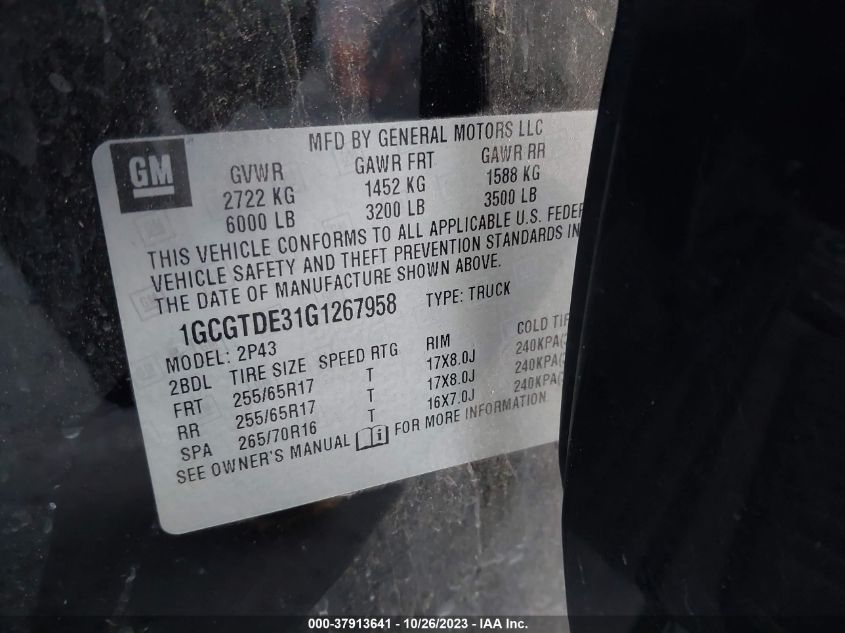 GM
MFD BY GENERAL MOTORS LLC
GVWR GAWR FRT GAWR RR
2722 KG 1452 KG 1588 KG
6000 LB 3200 LB 3500 LB
THIS VEHICLE CONFORMS TO ALL APPLICABLE U.S.
VEHICLE SAFETY AND THEFT PREVENTION STANDARDS IN
THE DATE OF MANUFACTURE SHOWN ABOVE.
1GCGTDE31G1267958 TYPE: TRUCK
MODEL: 2P43
2BDL TIRE SIZE SPEED RTG RIM COLD
FRT 255/65R17 T 17X8.0J 240KPA
RR 255/65R17 T 17X8.0J 240KPA
SPA 265/70R16 T 16X7.0J 240KPA
SEE OWNER'S MANUAL FOR MORE INFORMATION
000-37913641 - 10/26/2023 - IAA Inc.